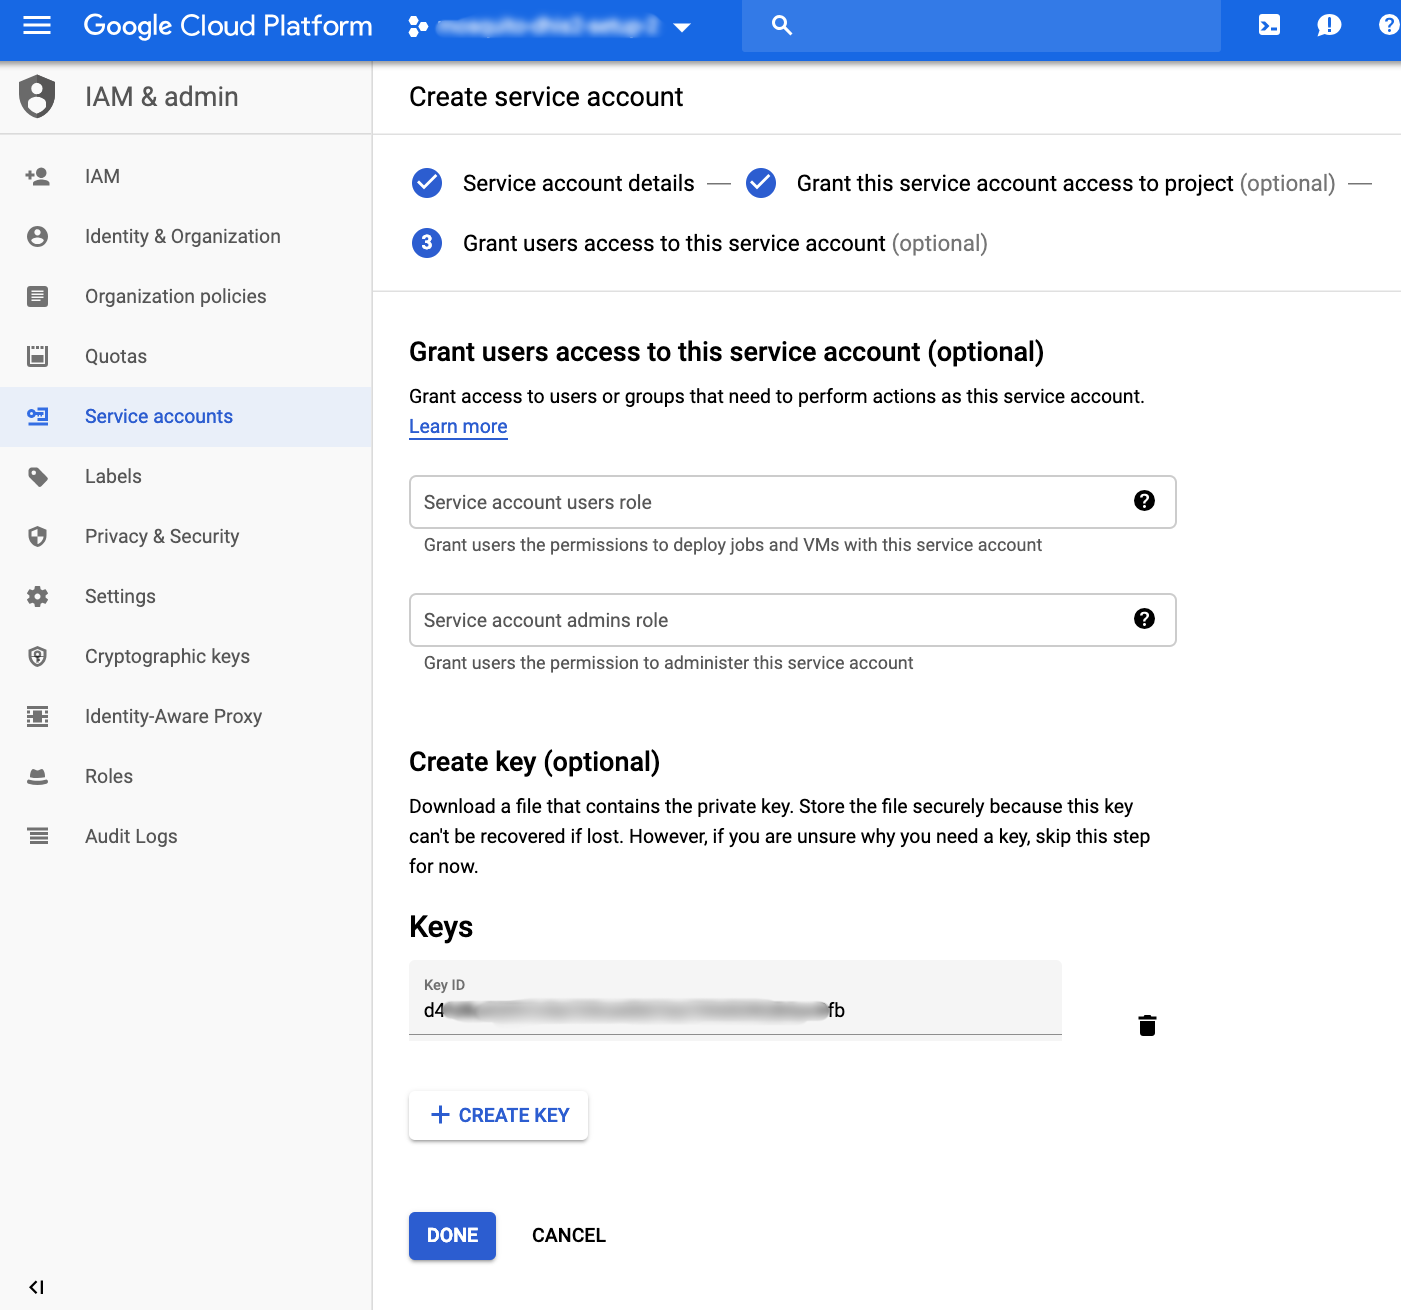 Google Cloud Platform
IAM & admin
Create service account
IAM
Identity & Organization
Organization policies
Quotas
Service accounts
Labels
Privacy & Security
Settings
Cryptographic keys
Identity-Aware Proxy
Roles
Audit Logs
Service account details — Grant this service account access to project (optional) —
3 Grant users access to this service account (optional)
Grant users access to this service account (optional)
Grant access to users or groups that need to perform actions as this service account.
Learn more
Service account users role
Grant users the permissions to deploy jobs and VMs with this service account
Service account admins role
Grant users the permission to administer this service account
Create key (optional)
Download a file that contains the private key. Store the file securely because this key
can't be recovered if lost. However, if you are unsure why you need a key, skip this step
for now.
Keys
Key ID
CREATE KEY
DONE CANCEL